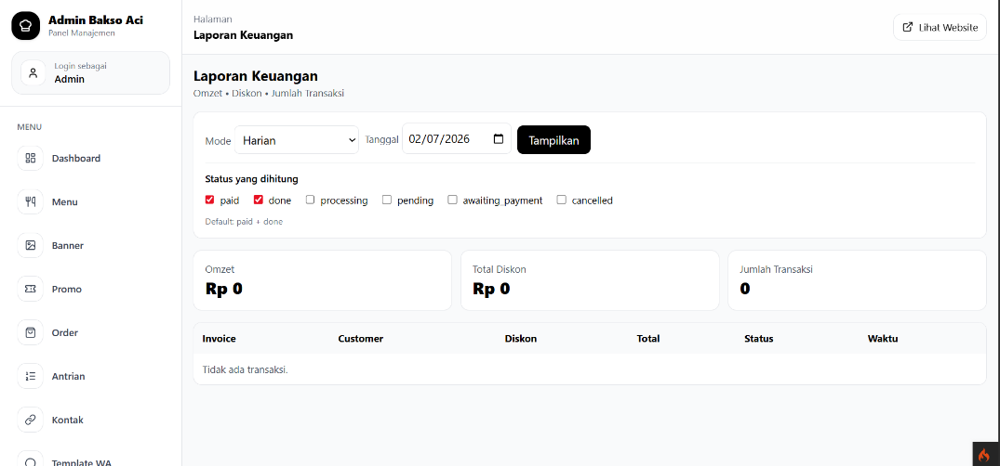 Admin Bakso Aci
Panel Manajemen
Login sebagai
Admin
MENU
Dashboard
Menu
Banner
Promo
Order
Antrian
Kontak
Template WA
Halaman
Laporan Keuangan
Lihat Website
Laporan Keuangan
Omzet • Diskon • Jumlah Transaksi
Mode Harian Tanggal 02/07/2026 Tampilkan
Status yang dihitung
paid done processing pending awaiting_payment cancelled
Default: paid + done
Omzet
Rp 0
Total Diskon
Rp 0
Jumlah Transaksi
0
Invoice Customer Diskon Total Status Waktu
Tidak ada transaksi.